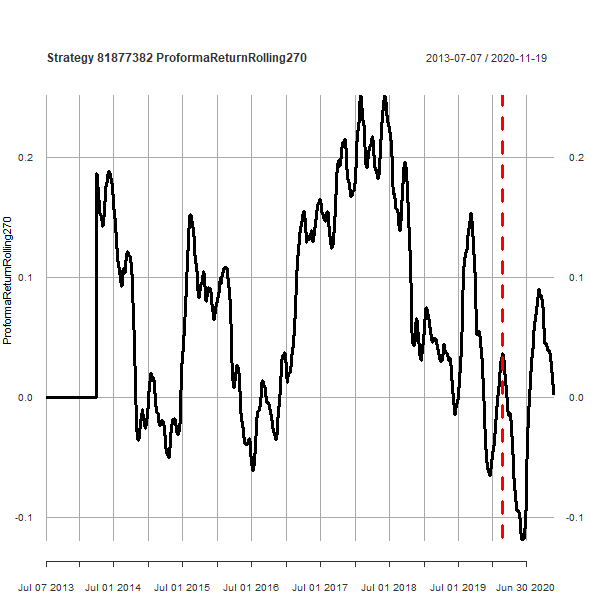 Strategy 81877382 ProformaReturnRolling270
2013-07-07 / 2020-11-19
ProformaReturnRolling270
0.2
0.1
0.0
-0.1
0.2
0.1
0.0
-0.1
Jul 07 2013
Jul 01 2014
Jul 01 2015
Jul 01 2016
Jul 01 2017
Jul 01 2018
Jul 01 2019
Jun 30 2020